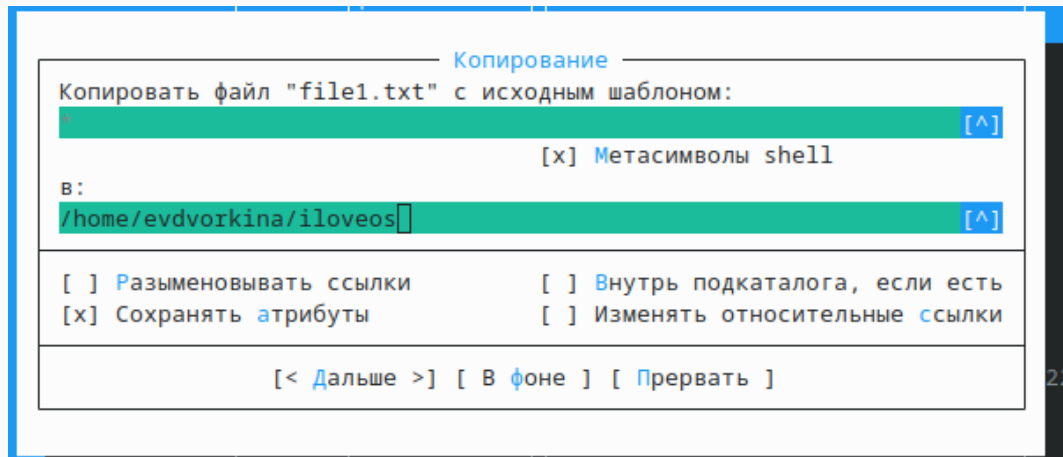 Копирование
Копировать файл "file1.txt" с исходным шаблоном:
* [^]
[x] Метасимволы shell
в:
/home/evdvorkina/iloveos [^]
[ ] Разыменовывать ссылки [ ] Внутрь подкаталога, если есть
[x] Сохранять атрибуты [ ] Изменять относительные ссылки
[< Дальше >] [ В фоне ] [ Прервать ]